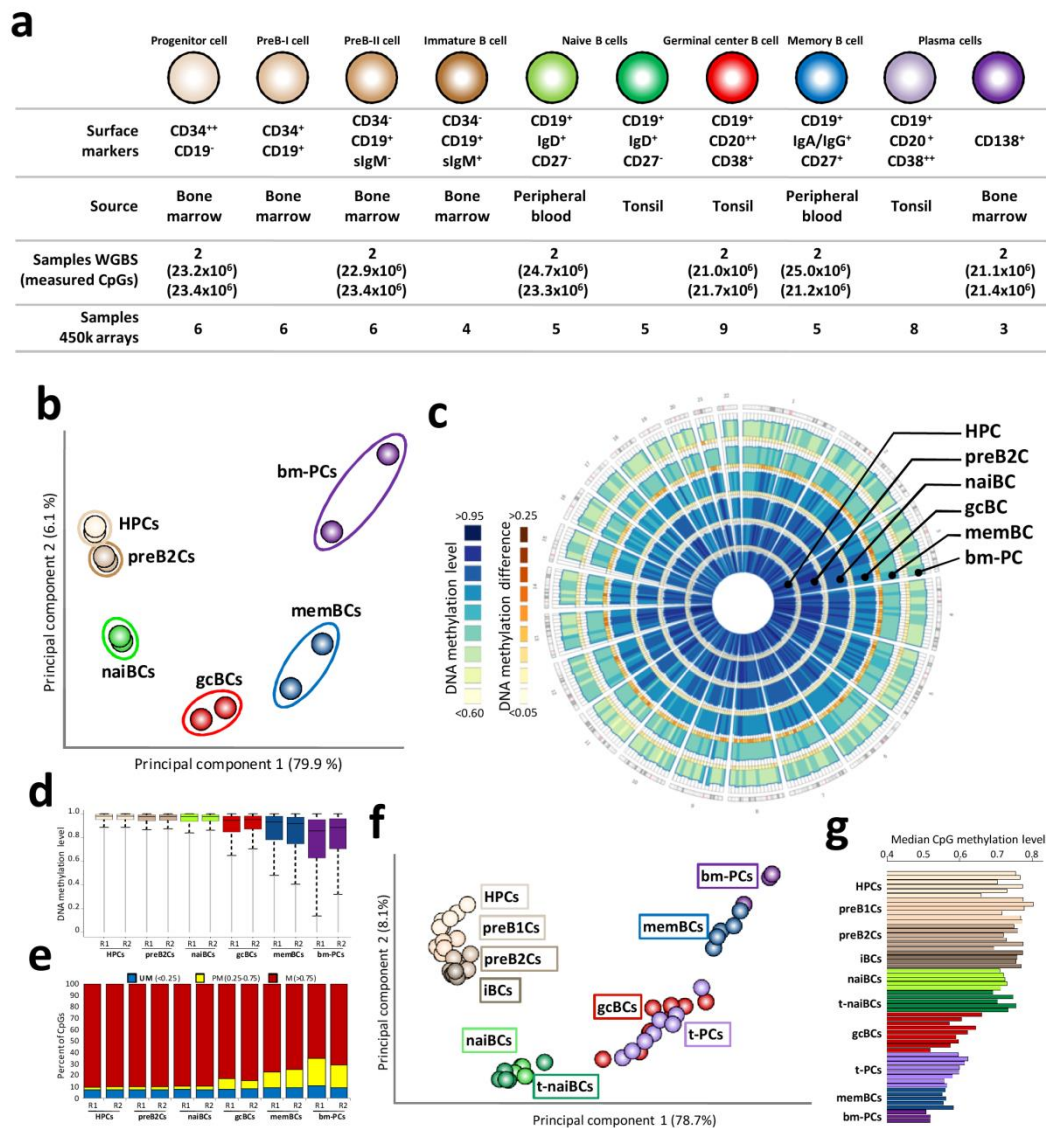 a
Progenitor cell PreB-I cell PreB-II cell Immature B cell Naive B cells Germinal center B cell Memory B cell Plasma cells
Surface markers
CD34++ CD19-
CD34+ CD19+
CD34- CD19+ sIgM-
CD34- CD19+ sIgM+
CD19+ IgD+ CD27-
CD19+ IgD+ CD27-
CD19+ CD20++ CD38+
CD19+ IgA/IgG+ CD27+
CD19+ CD20+ CD38++
CD138+
Source
Bone marrow
Bone marrow
Bone marrow
Bone marrow
Peripheral blood
Tonsil
Tonsil
Peripheral blood
Tonsil
Bone marrow
Samples WGBS (measured CpGs)
2 (23.2x10⁶) (23.4x10⁶)
2 (22.9x10⁶) (23.4x10⁶)
2 (24.7x10⁶) (23.3x10⁶)
2 (21.0x10⁶) (21.7x10⁶)
2 (25.0x10⁶) (21.2x10⁶)
2 (21.1x10⁶) (21.4x10⁶)
Samples 450k arrays
6 6 6 4 5 5 9 5 8 3
b
Principal component 2 (6.1 %)
HPCs
preB2Cs
naiBCs
gcBCs
memBCs
bm-PCs
Principal component 1 (79.9 %)
c
>0.95
DNA methylation level
<0.60
>0.25
DNA methylation difference
<0.05
HPC
preB2C
naiBC
gcBC
memBC
bm-PC
d
DNA methylation level
1.0
0.8
0.6
0.4
0.2
0
R1 R2 R1 R2 R1 R2 R1 R2 R1 R2 R1 R2
HPCs preB2Cs naiBCs gcBCs memBCs bm-PCs
e
UM (<0.25) PM (0.25-0.75) M (>0.75)
Percent of CpGs
100
90
80
70
60
50
40
30
20
10
0
R1 R2 R1 R2 R1 R2 R1 R2 R1 R2 R1 R2
HPCs preB2Cs naiBCs gcBCs memBCs bm-PCs
f
Principal component 2 (8.1%)
HPCs
preB1Cs
preB2Cs
iBCs
naiBCs
t-naiBCs
gcBCs
t-PCs
memBCs
bm-PCs
Principal component 1 (78.7%)
g
Median CpG methylation level
0.4 0.5 0.6 0.7 0.8
HPCs
preB1Cs
preB2Cs
iBCs
naiBCs
t-naiBCs
gcBCs
t-PCs
memBCs
bm-PCs